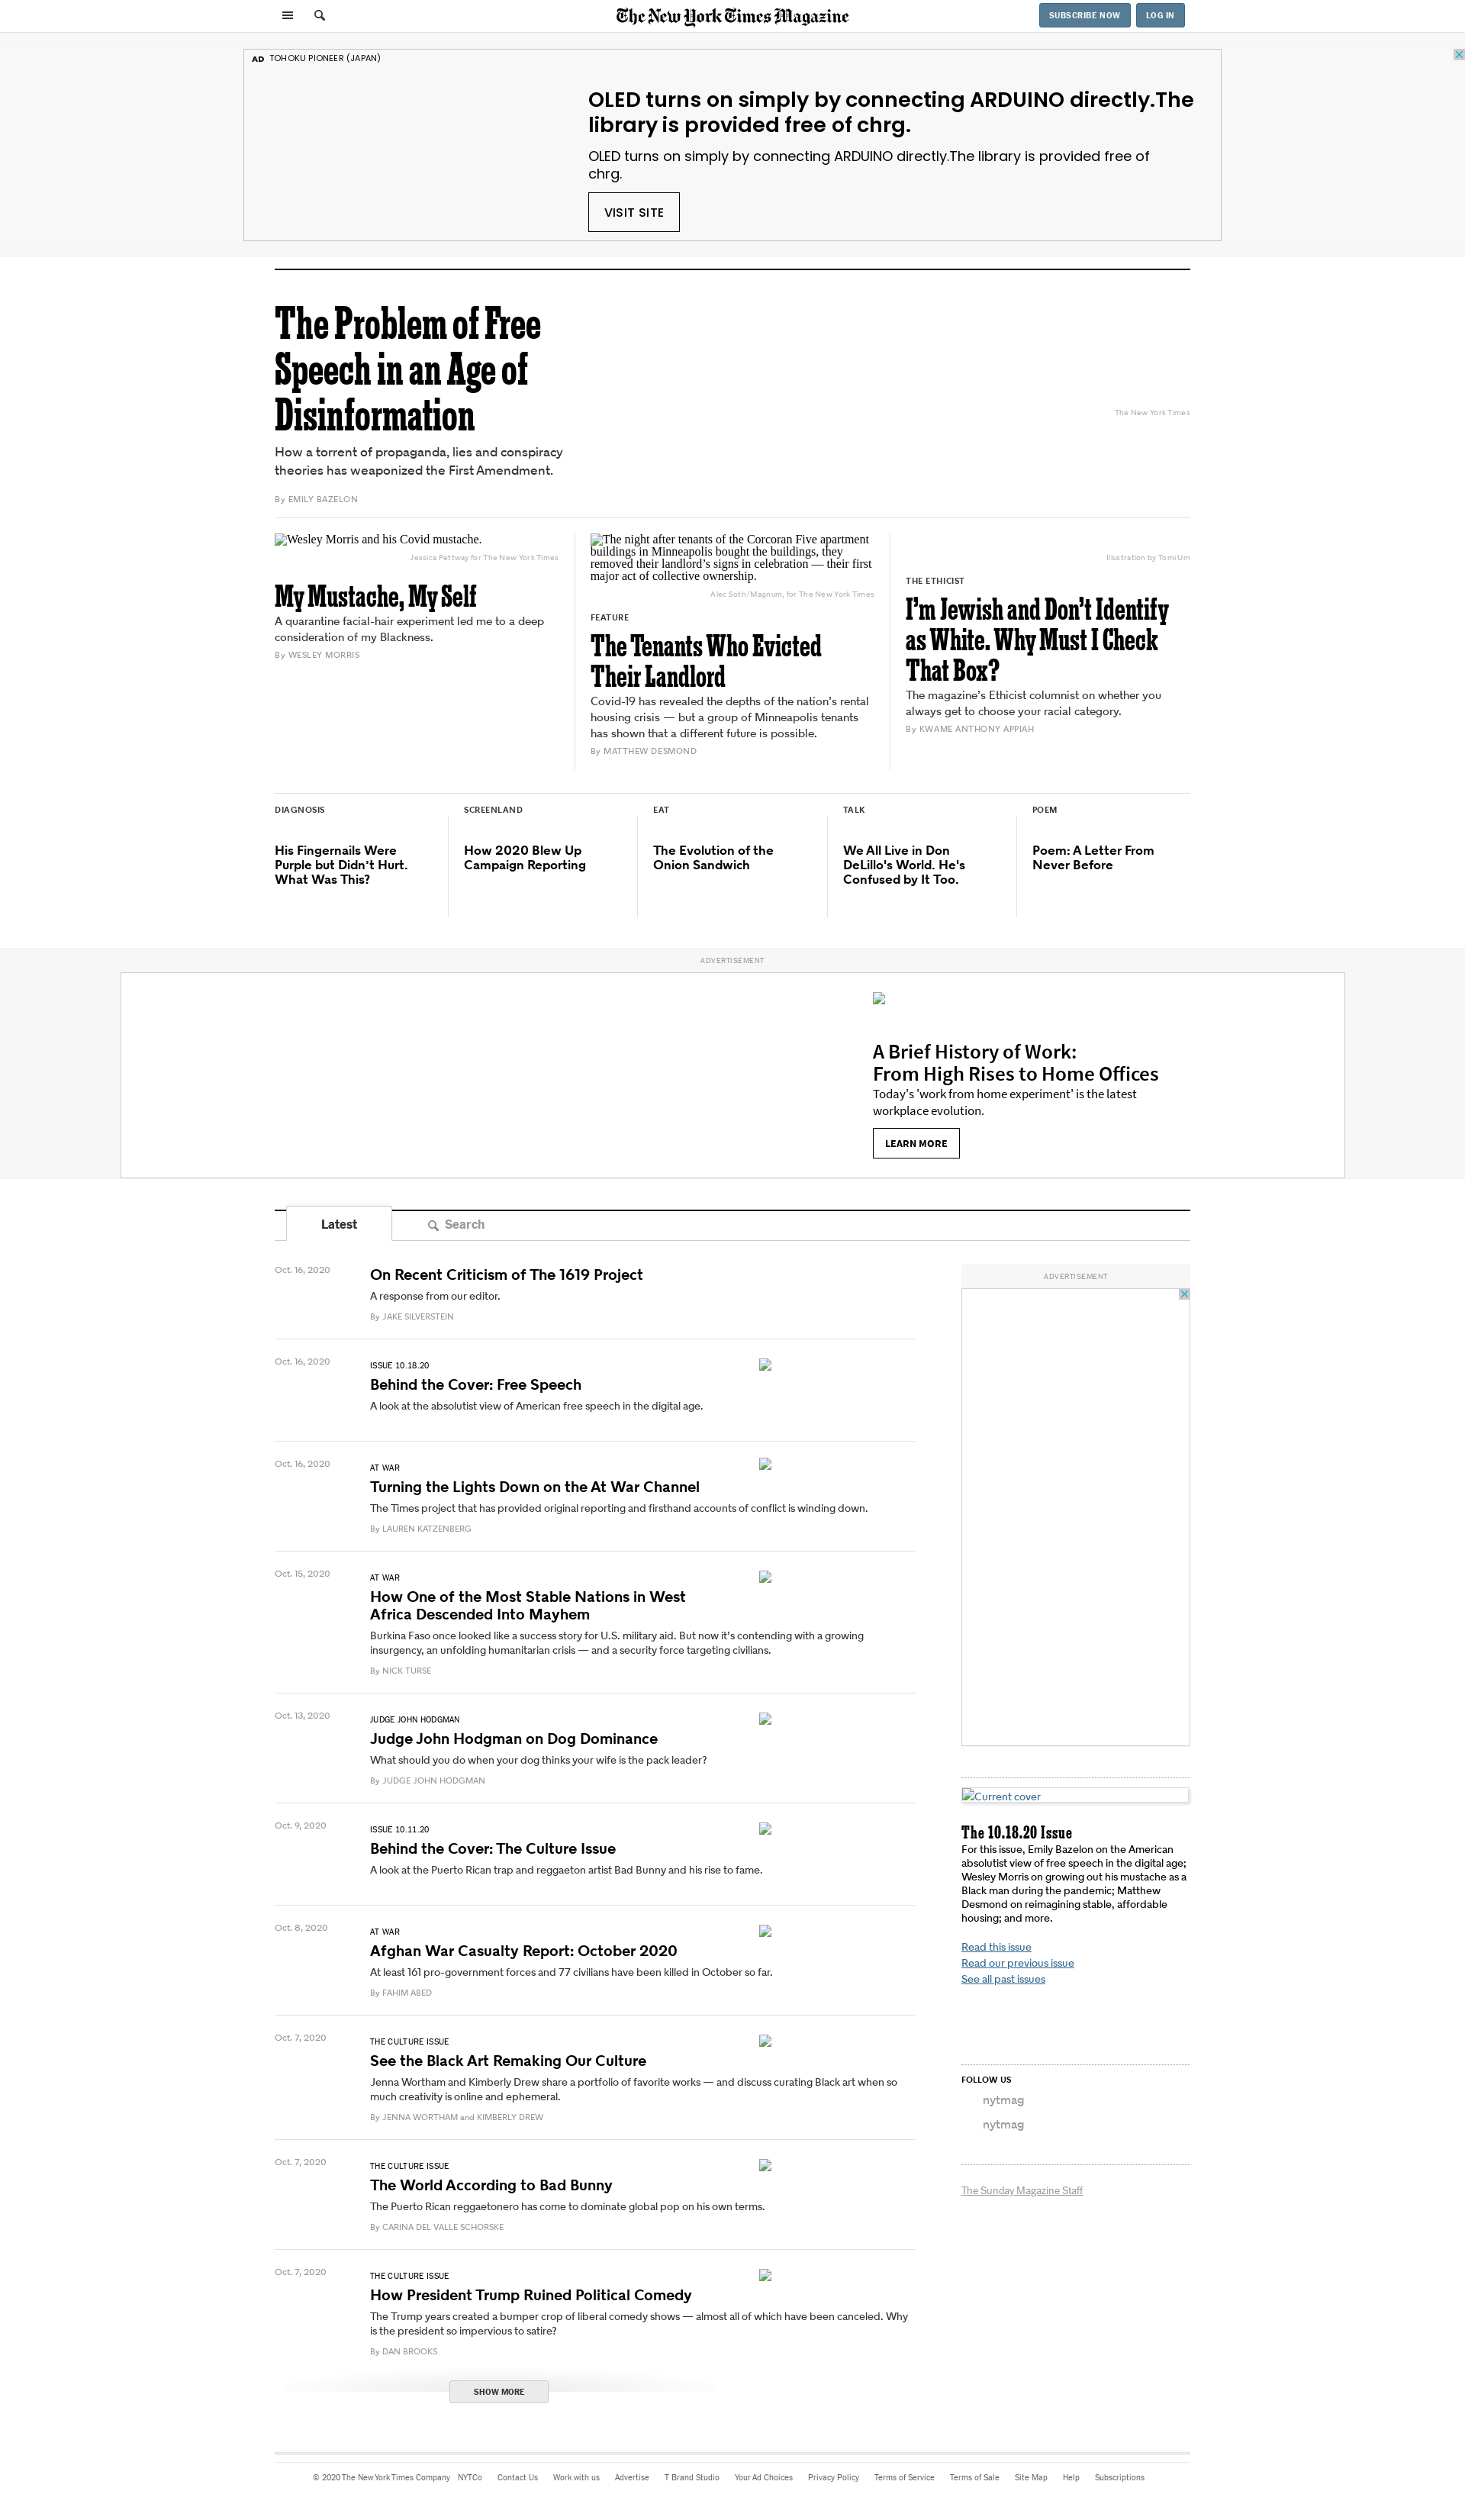 The New York Times Magazine
SUBSCRIBE NOW
LOG IN
AD TOHOKU PIONEER (JAPAN)
OLED turns on simply by connecting ARDUINO directly.The
library is provided free of chrg.
OLED turns on simply by connecting ARDUINO directly.The library is provided free of
chrg.
VISIT SITE
The Problem of Free
Speech in an Age of
Disinformation
How a torrent of propaganda, lies and conspiracy
theories has weaponized the First Amendment.
By EMILY BAZELON
The New York Times
Wesley Morris and his Covid mustache.
Jessica Pettway for The New York Times
My Mustache, My Self
A quarantine facial-hair experiment led me to a deep
consideration of my Blackness.
By WESLEY MORRIS
The night after tenants of the Corcoran Five apartment
buildings in Minneapolis bought the buildings, they
removed their landlord’s signs in celebration — their first
major act of collective ownership.
Alec Soth/Magnum, for The New York Times
FEATURE
The Tenants Who Evicted
Their Landlord
Covid-19 has revealed the depths of the nation’s rental
housing crisis — but a group of Minneapolis tenants
has shown that a different future is possible.
By MATTHEW DESMOND
Illustration by Tomi Um
THE ETHICIST
I’m Jewish and Don’t Identify
as White. Why Must I Check
That Box?
The magazine’s Ethicist columnist on whether you
always get to choose your racial category.
By KWAME ANTHONY APPIAH
DIAGNOSIS
His Fingernails Were
Purple but Didn’t Hurt.
What Was This?
SCREENLAND
How 2020 Blew Up
Campaign Reporting
EAT
The Evolution of the
Onion Sandwich
TALK
We All Live in Don
DeLillo's World. He's
Confused by It Too.
POEM
Poem: A Letter From
Never Before
ADVERTISEMENT
A Brief History of Work:
From High Rises to Home Offices
Today's 'work from home experiment' is the latest
workplace evolution.
LEARN MORE
Latest
Search
Oct. 16, 2020
On Recent Criticism of The 1619 Project
A response from our editor.
By JAKE SILVERSTEIN
Oct. 16, 2020
ISSUE 10.18.20
Behind the Cover: Free Speech
A look at the absolutist view of American free speech in the digital age.
Oct. 16, 2020
AT WAR
Turning the Lights Down on the At War Channel
The Times project that has provided original reporting and firsthand accounts of conflict is winding down.
By LAUREN KATZENBERG
Oct. 15, 2020
AT WAR
How One of the Most Stable Nations in West
Africa Descended Into Mayhem
Burkina Faso once looked like a success story for U.S. military aid. But now it’s contending with a growing
insurgency, an unfolding humanitarian crisis — and a security force targeting civilians.
By NICK TURSE
Oct. 13, 2020
JUDGE JOHN HODGMAN
Judge John Hodgman on Dog Dominance
What should you do when your dog thinks your wife is the pack leader?
By JUDGE JOHN HODGMAN
Oct. 9, 2020
ISSUE 10.11.20
Behind the Cover: The Culture Issue
A look at the Puerto Rican trap and reggaeton artist Bad Bunny and his rise to fame.
Oct. 8, 2020
AT WAR
Afghan War Casualty Report: October 2020
At least 161 pro-government forces and 77 civilians have been killed in October so far.
By FAHIM ABED
Oct. 7, 2020
THE CULTURE ISSUE
See the Black Art Remaking Our Culture
Jenna Wortham and Kimberly Drew share a portfolio of favorite works — and discuss curating Black art when so
much creativity is online and ephemeral.
By JENNA WORTHAM and KIMBERLY DREW
Oct. 7, 2020
THE CULTURE ISSUE
The World According to Bad Bunny
The Puerto Rican reggaetonero has come to dominate global pop on his own terms.
By CARINA DEL VALLE SCHORSKE
Oct. 7, 2020
THE CULTURE ISSUE
How President Trump Ruined Political Comedy
The Trump years created a bumper crop of liberal comedy shows — almost all of which have been canceled. Why
is the president so impervious to satire?
By DAN BROOKS
SHOW MORE
ADVERTISEMENT
Current cover
The 10.18.20 Issue
For this issue, Emily Bazelon on the American
absolutist view of free speech in the digital age;
Wesley Morris on growing out his mustache as a
Black man during the pandemic; Matthew
Desmond on reimagining stable, affordable
housing; and more.
Read this issue
Read our previous issue
See all past issues
FOLLOW US
nytmag
nytmag
The Sunday Magazine Staff
© 2020 The New York Times Company NYTCo Contact Us Work with us Advertise T Brand Studio Your Ad Choices Privacy Policy Terms of Service Terms of Sale Site Map Help Subscriptions